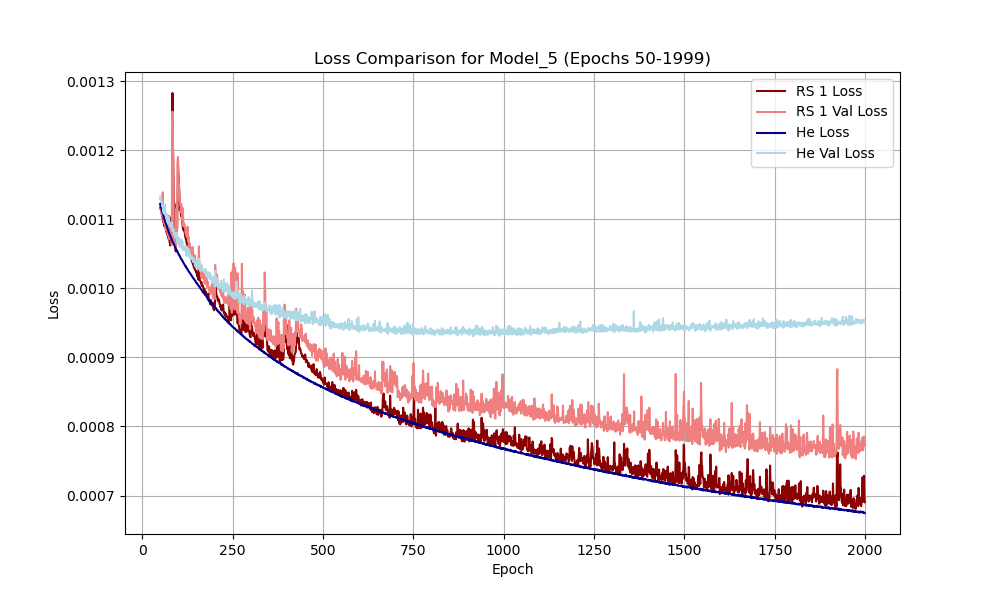 Loss Comparison for Model_5 (Epochs 50-1999)
RS 1 Loss
RS 1 Val Loss
He Loss
He Val Loss
Loss
0.0013
0.0012
0.0011
0.0010
0.0009
0.0008
0.0007
0 250 500 750 1000 1250 1500 1750 2000
Epoch